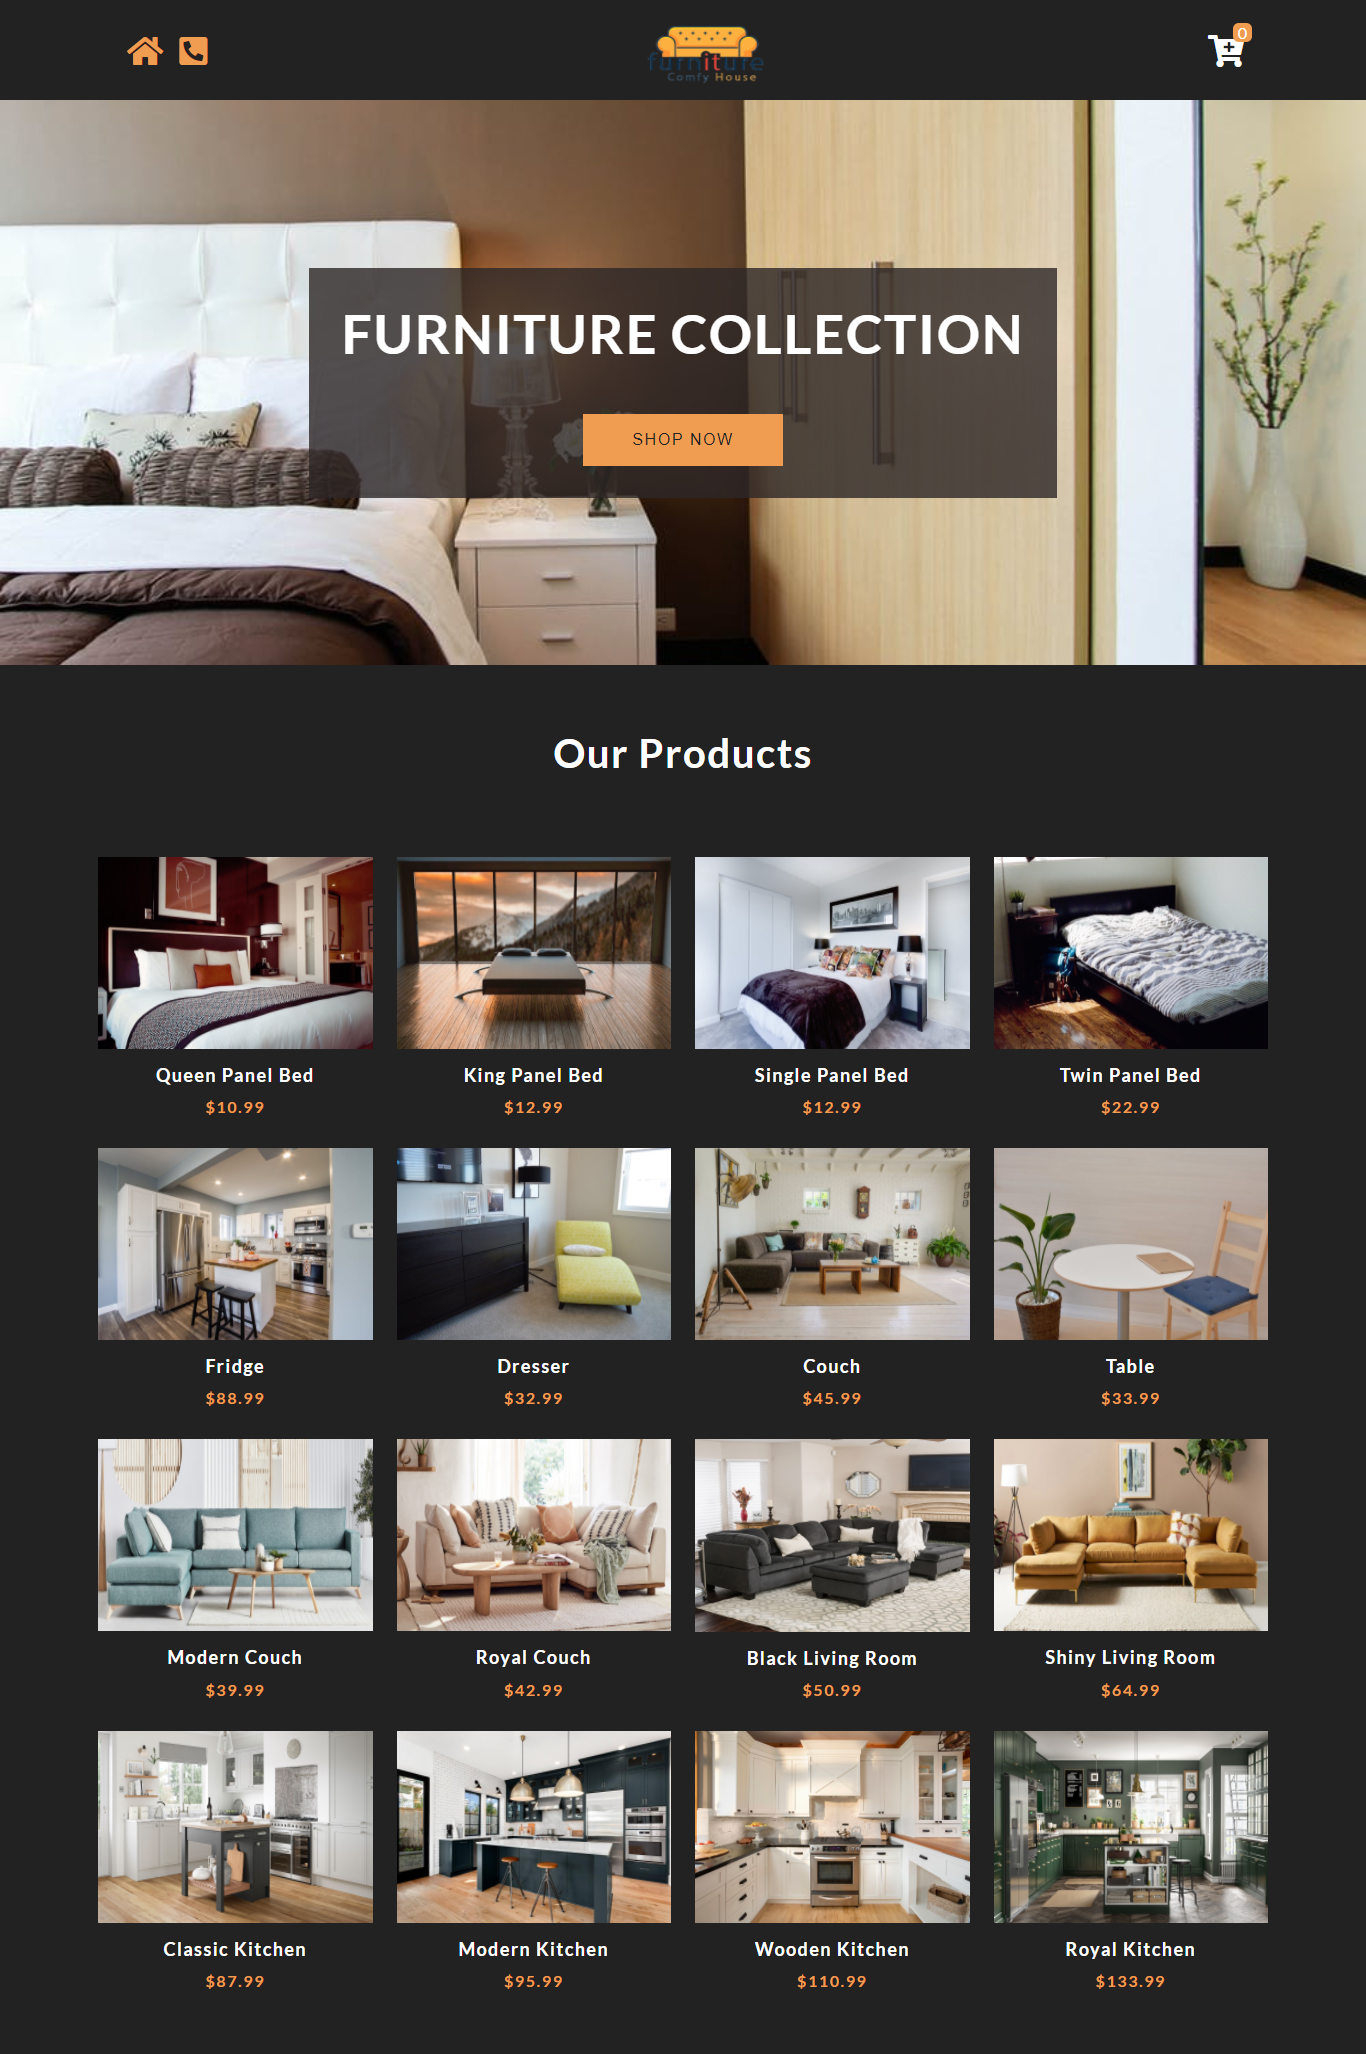 0
furniture
Comfy House
FURNITURE COLLECTION
SHOP NOW
Our Products
Queen Panel Bed
$10.99
King Panel Bed
$12.99
Single Panel Bed
$12.99
Twin Panel Bed
$22.99
Fridge
$88.99
Dresser
$32.99
Couch
$45.99
Table
$33.99
Modern Couch
$39.99
Royal Couch
$42.99
Black Living Room
$50.99
Shiny Living Room
$64.99
Classic Kitchen
$87.99
Modern Kitchen
$95.99
Wooden Kitchen
$110.99
Royal Kitchen
$133.99